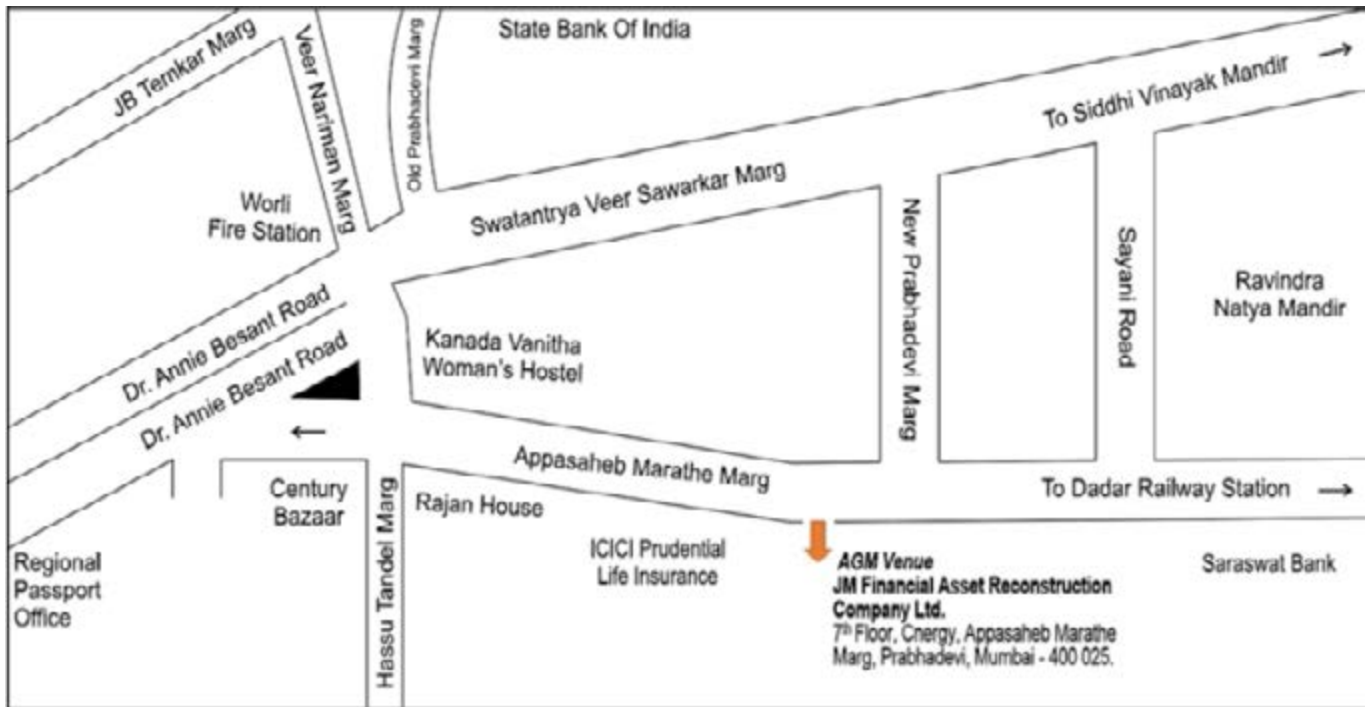 JB Temkar Marg
Veer Nariman Marg
Old Prabhadevi Marg
State Bank Of India
To Siddhi Vinayak Mandir →
Worli
Fire Station
Swatantrya Veer Sawarkar Marg
New Prabhadevi Marg
Sayani Road
Ravindra
Natya Mandir
Dr. Annie Besant Road
Dr. Annie Besant Road
Kanada Vanitha
Woman's Hostel
←
Appasaheb Marathe Marg
To Dadar Railway Station →
Century
Bazaar
Hassu Tandel Marg
Rajan House
Regional
Passport
Office
ICICI Prudential
Life Insurance
AGM Venue
JM Financial Asset Reconstruction
Company Ltd.
7th Floor, Cnergy, Appasaheb Marathe
Marg, Prabhadevi, Mumbai - 400 025.
Saraswat Bank